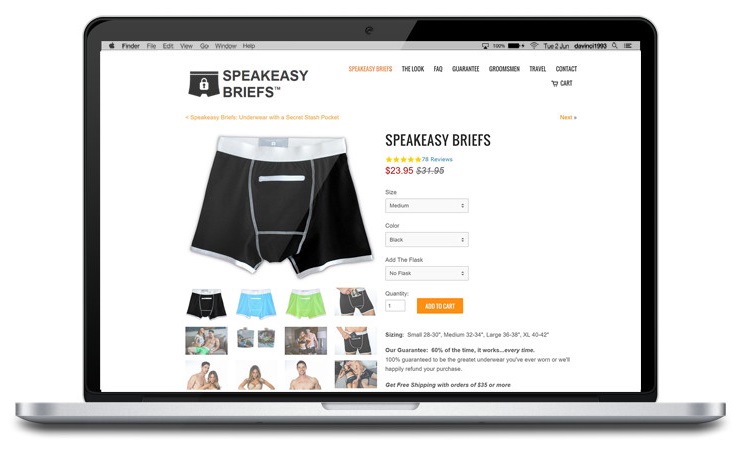 Finder File Edit View Go Window Help 100% Tue 2 Jun davinci1993
SPEAKEASY
BRIEFS™
SPEAKEASY BRIEFS THE LOOK FAQ GUARANTEE GROOMSMEN TRAVEL CONTACT
CART
< Speakeasy Briefs: Underwear with a Secret Stash Pocket
Next »
SPEAKEASY BRIEFS
78 Reviews
$23.95 $31.95
Size
Medium
Color
Black
Add The Flask
No Flask
Quantity:
1
ADD TO CART
Sizing: Small 28-30", Medium 32-34", Large 36-38", XL 40-42"
Our Guarantee: 60% of the time, it works...every time.
100% guaranteed to be the greatet underwear you've ever worn or we'll
happily refund your purchase.
Get Free Shipping with orders of $35 or more